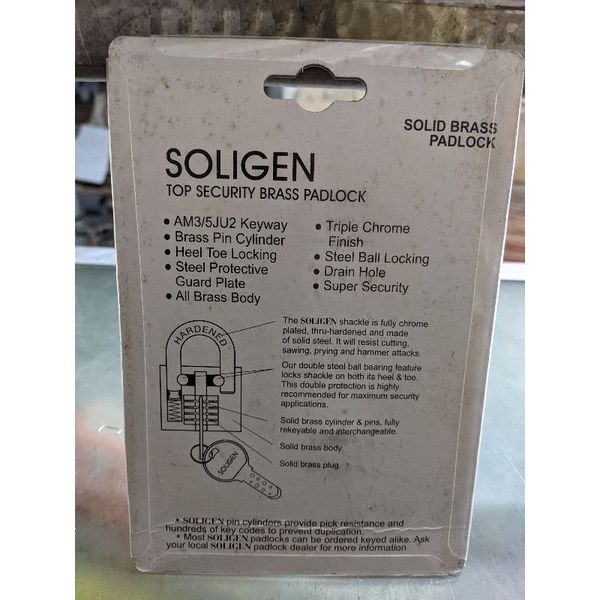 SOLID BRASS
PADLOCK
SOLIGEN
TOP SECURITY BRASS PADLOCK
• AM3/5JU2 Keyway
• Brass Pin Cylinder
• Heel Toe Locking
• Steel Protective
Guard Plate
• All Brass Body
• Triple Chrome
Finish
• Steel Ball Locking
• Drain Hole
• Super Security
HARDENED
The SOLIGEN shackle is fully chrome
plated, thru-hardened and made
of solid steel. It will resist cutting,
sawing, prying and hammer attacks.
Our double steel ball bearing feature
locks shackle on both its heel & toe.
This double protection is highly
recommended for maximum security
applications.
Solid brass cylinder & pins, fully
rekeyable and interchangeable.
Solid brass body.
Solid brass plug.
SOLIGEN
• SOLIGEN pin cylinders provide pick resistance and
hundreds of key codes to prevent duplication.
• Most SOLIGEN padlocks can be ordered keyed alike. Ask
your local SOLIGEN padlock dealer for more information